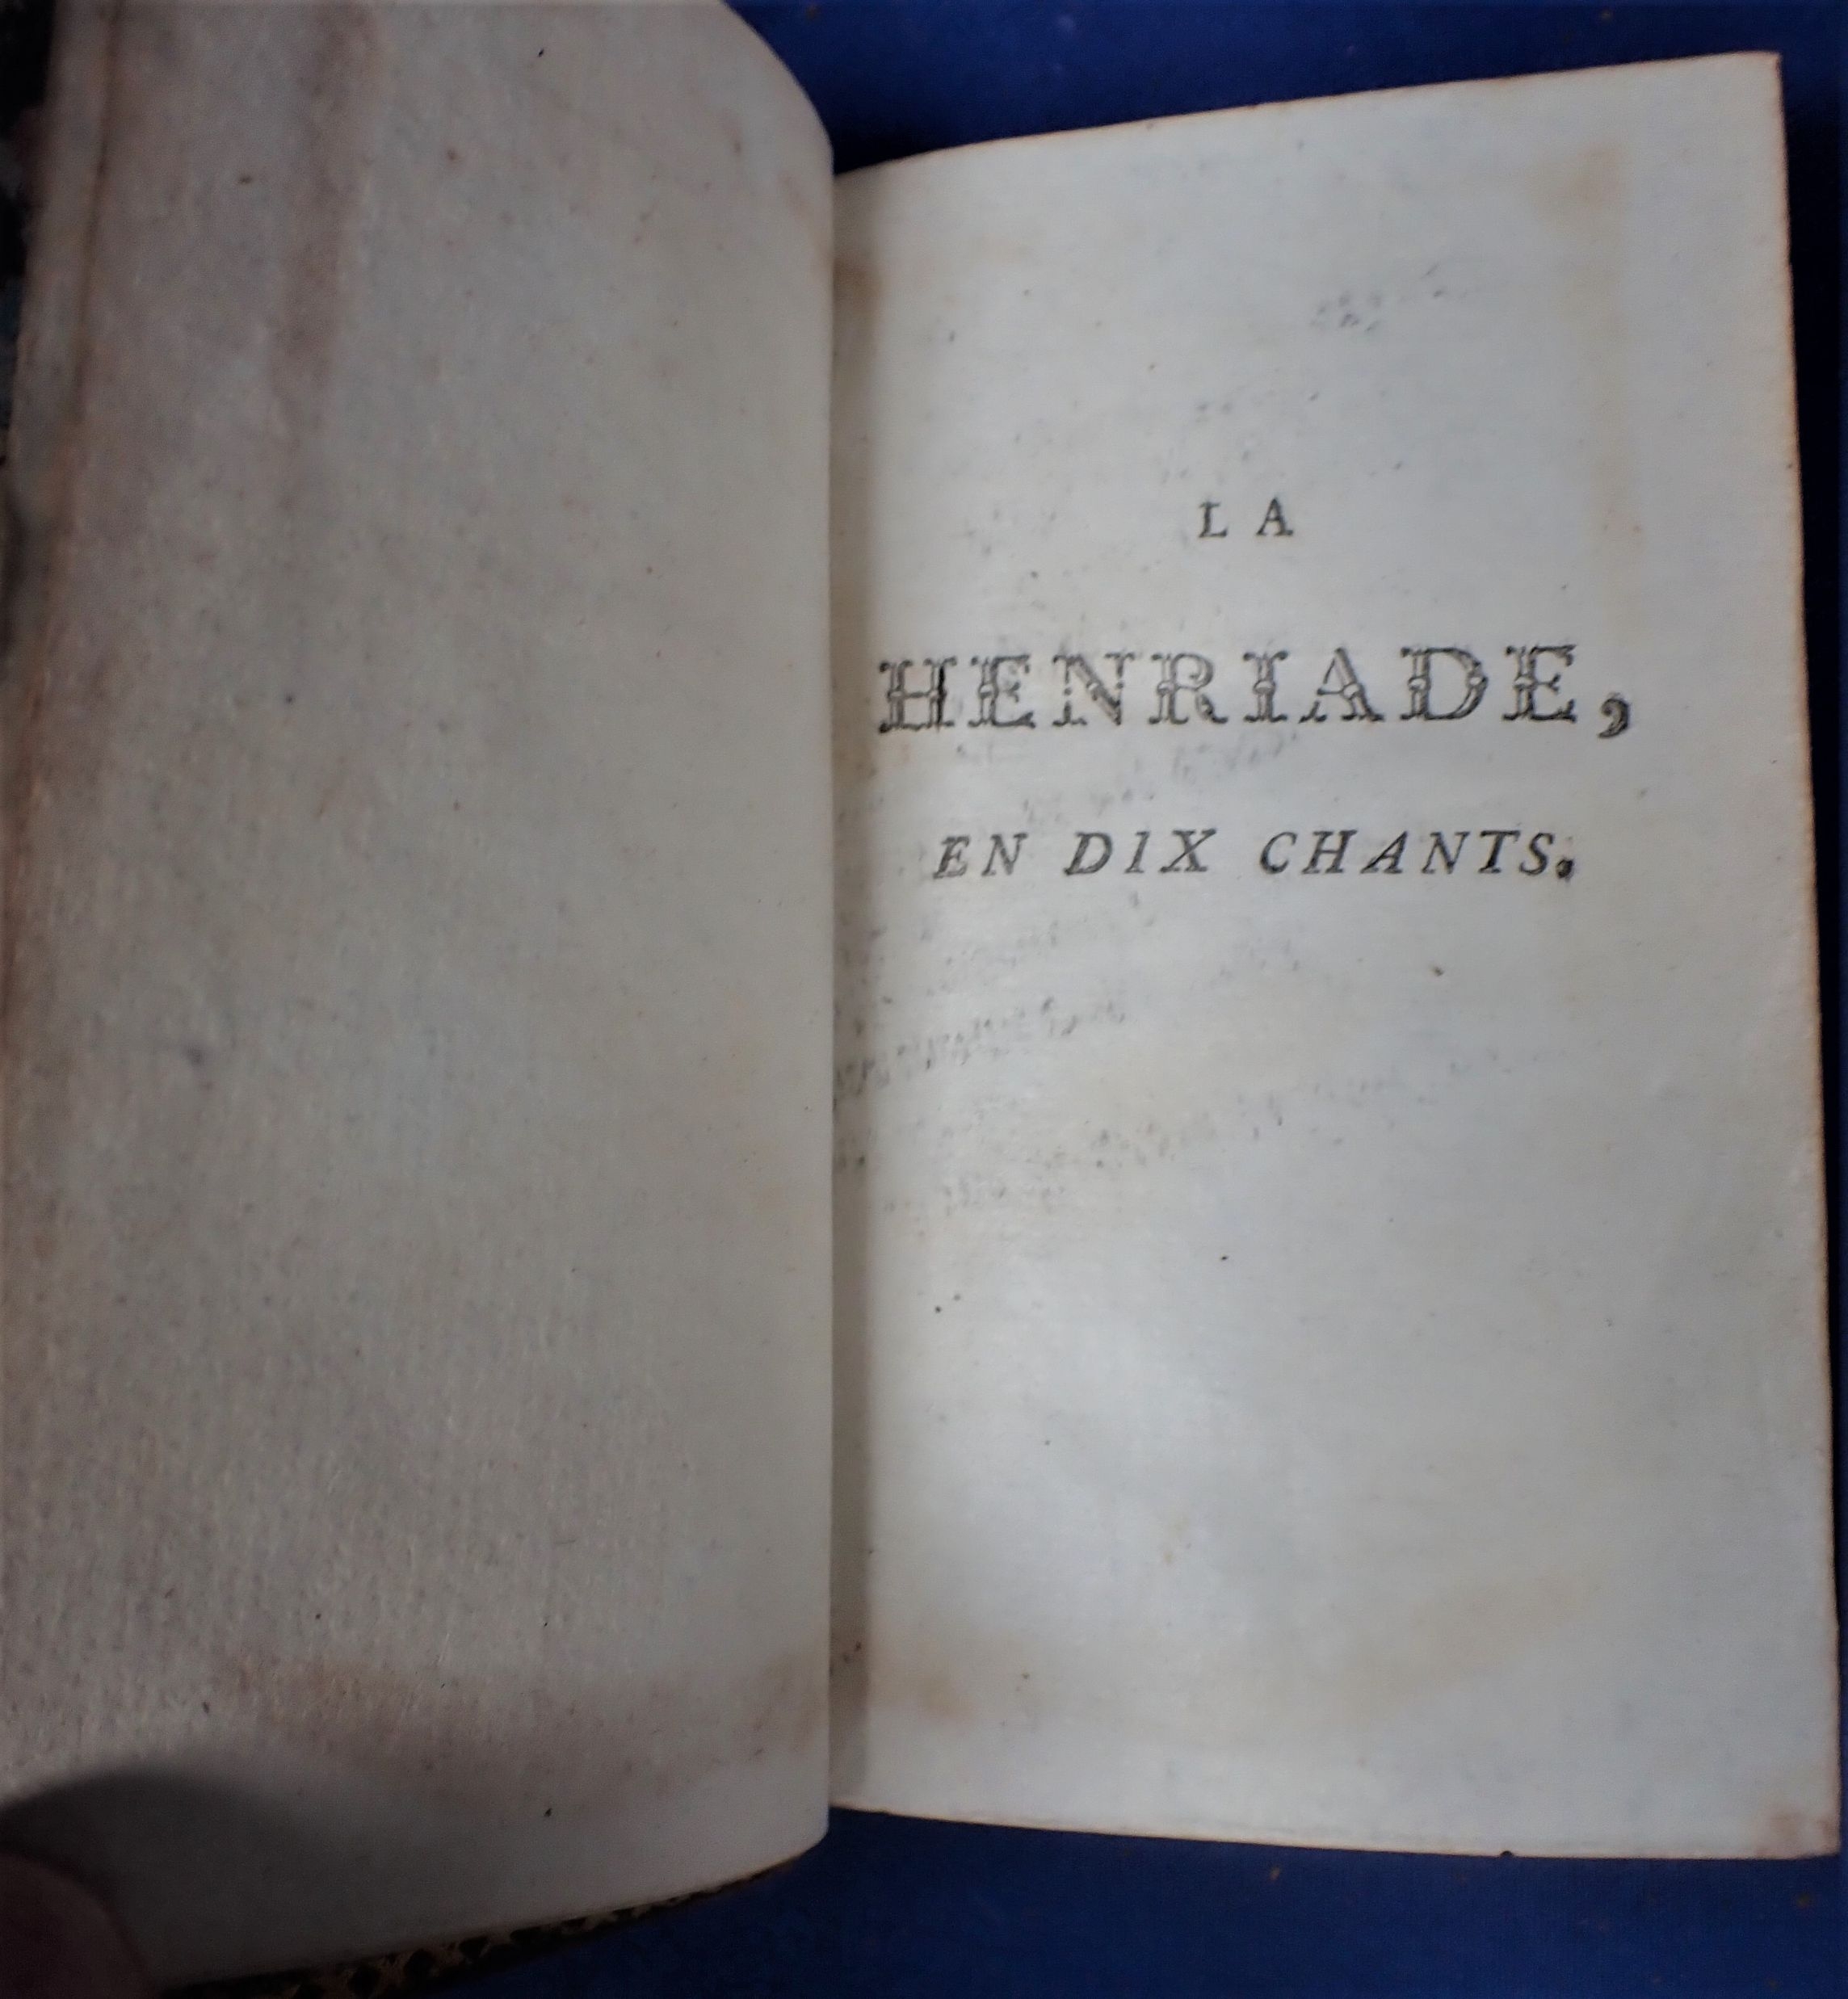 LA
HENRIADE,
EN DIX CHANTS.